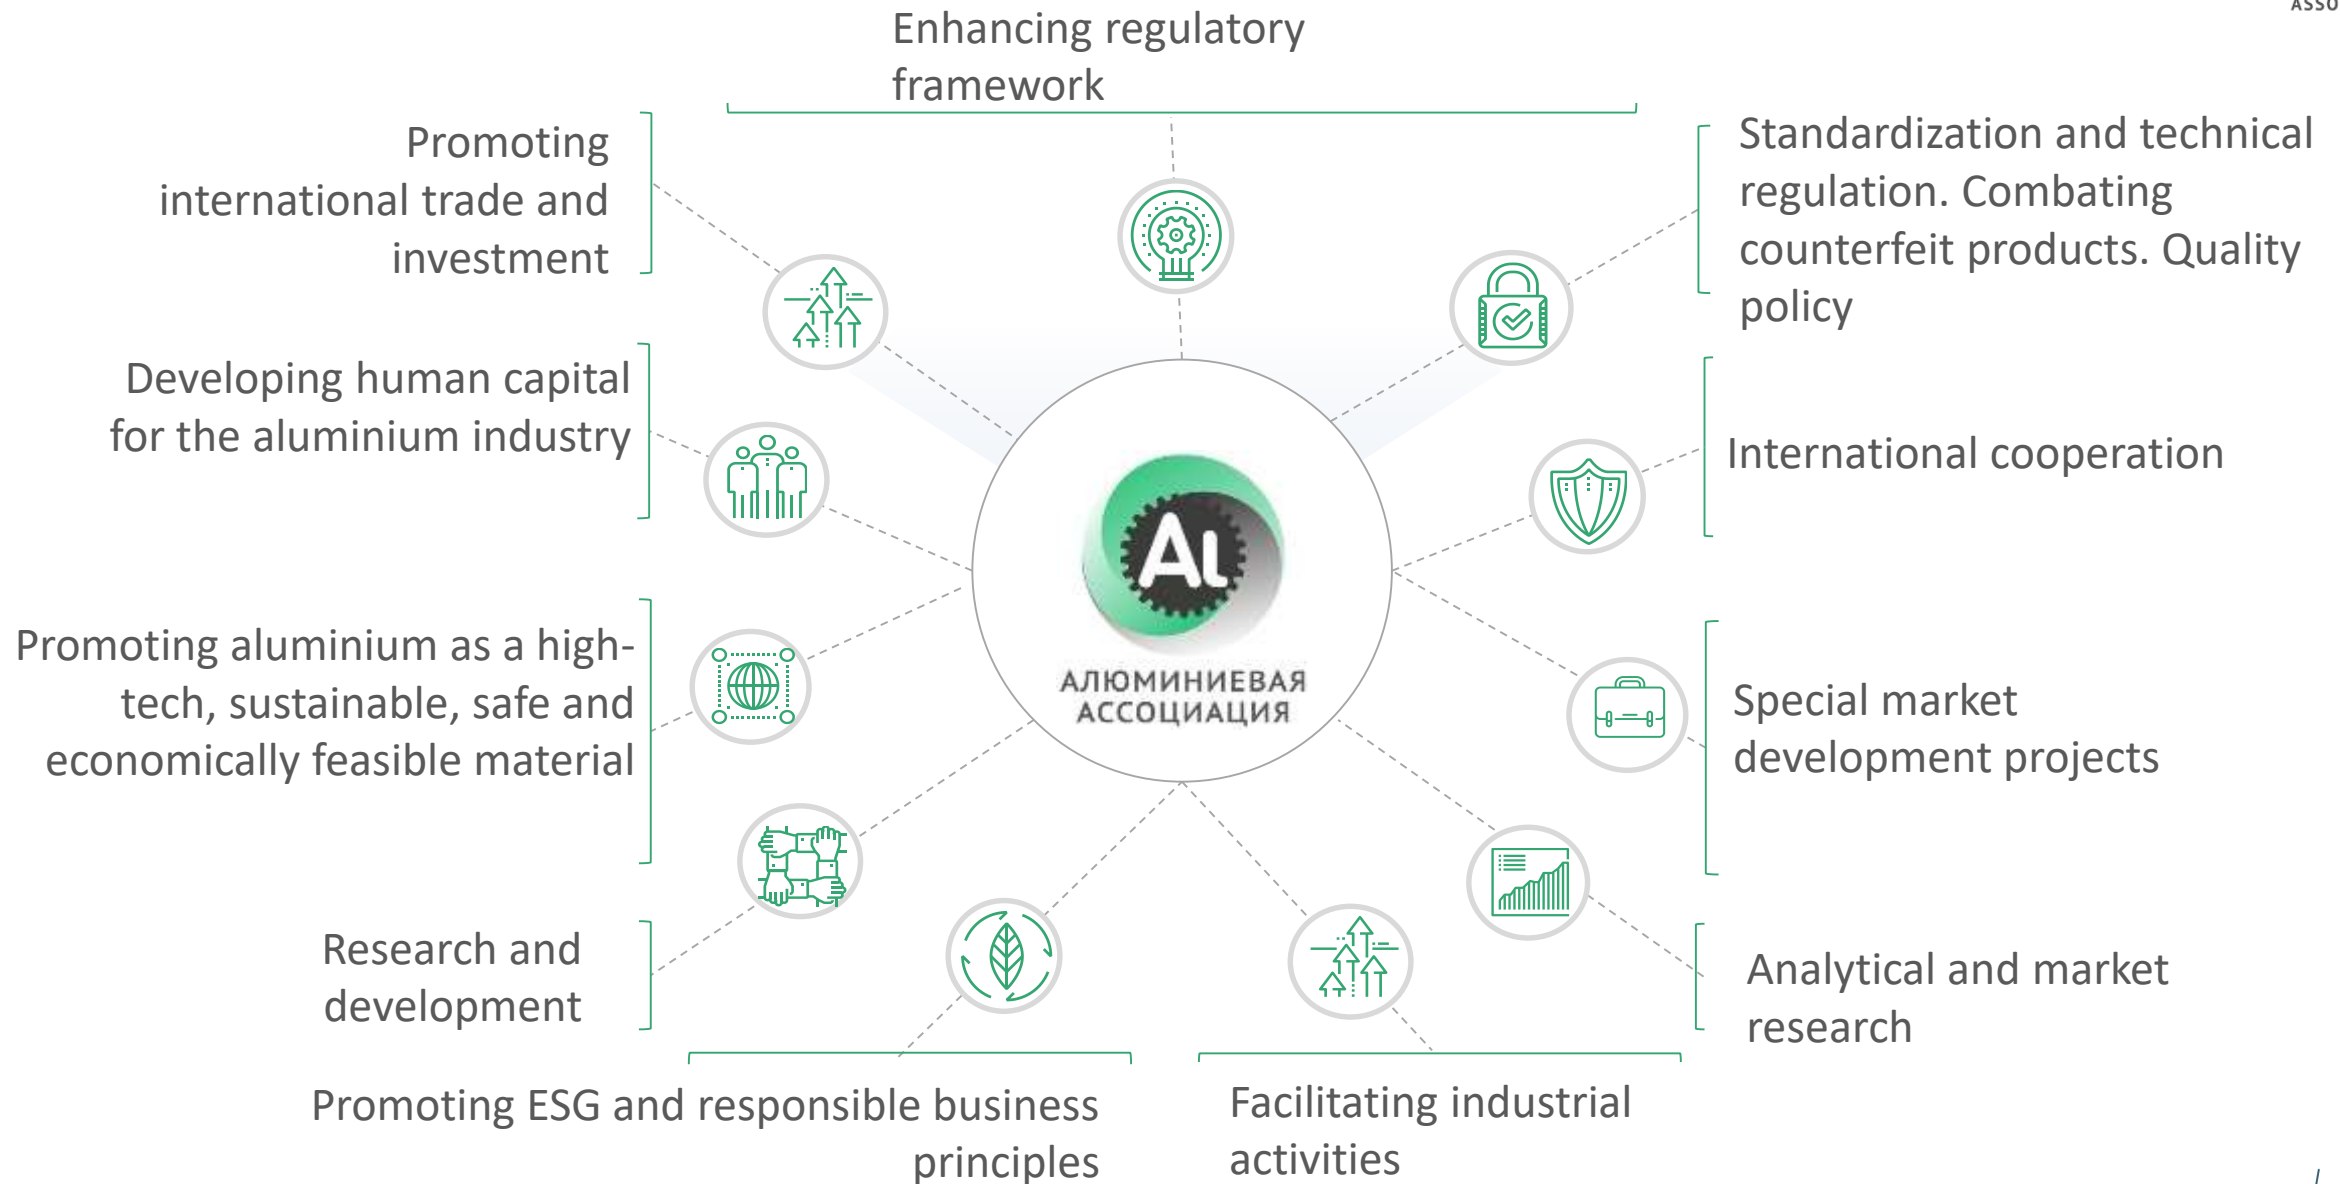 ASSO
Enhancing regulatory
framework
Promoting
international trade and
investment
Standardization and technical
regulation. Combating
counterfeit products. Quality
policy
Developing human capital
for the aluminium industry
International cooperation
Al
АЛЮМИНИЕВАЯ
АССОЦИАЦИЯ
Promoting aluminium as a high-
tech, sustainable, safe and
economically feasible material
Special market
development projects
Research and
development
Analytical and market
research
Promoting ESG and responsible business
principles
Facilitating industrial
activities